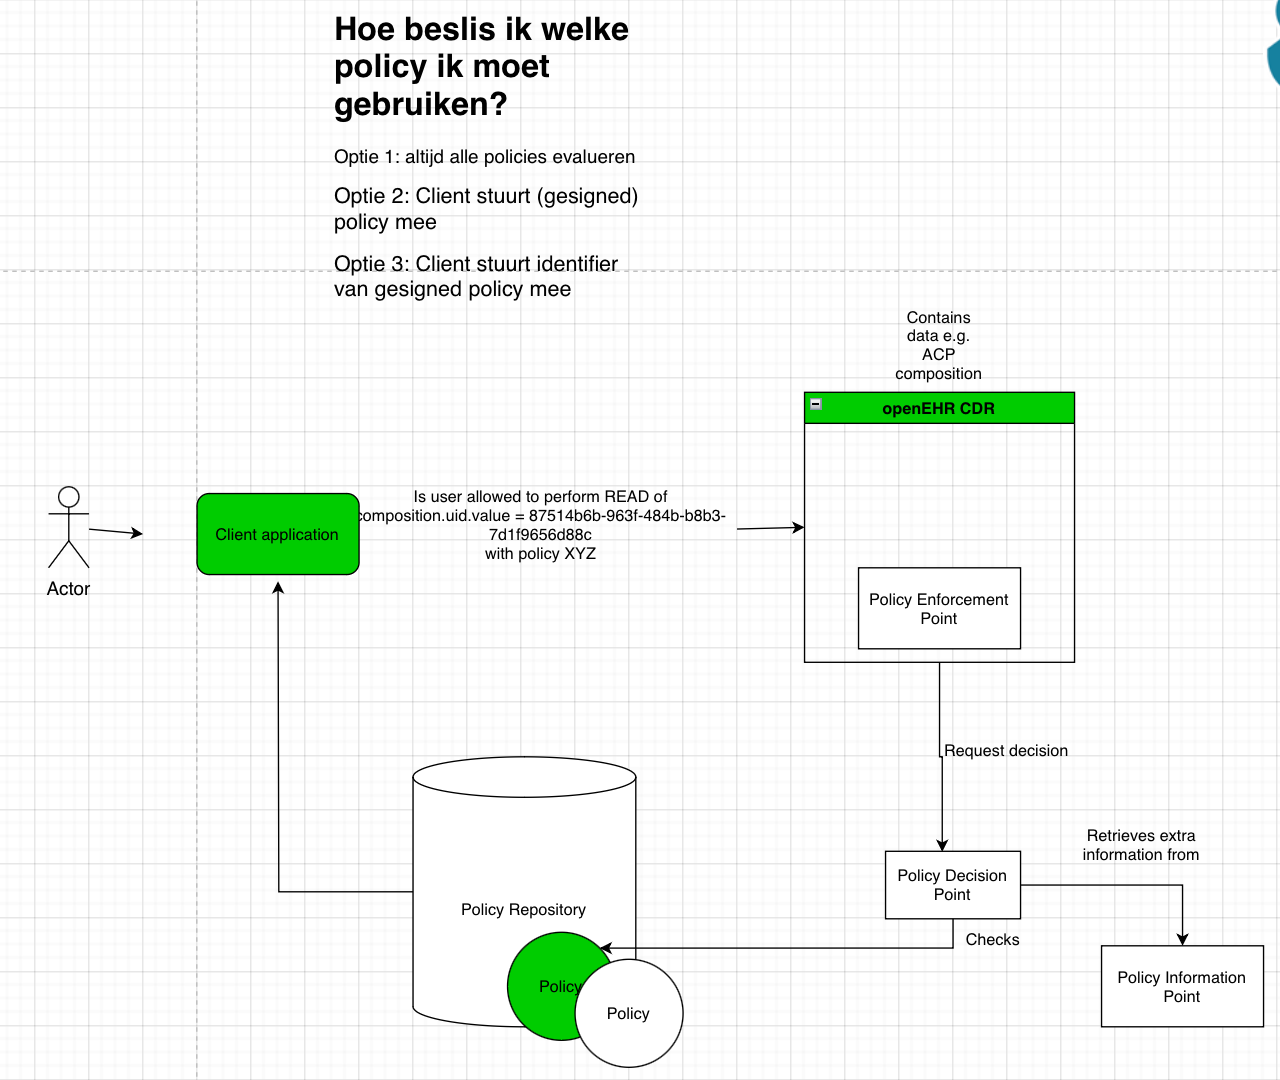 Hoe beslis ik welke
policy ik moet
gebruiken?
Optie 1: altijd alle policies evalueren
Optie 2: Client stuurt (gesigned)
policy mee
Optie 3: Client stuurt identifier
van gesigned policy mee
Contains
data e.g.
ACP
composition
openEHR CDR
Is user allowed to perform READ of
composition.uid.value = 87514b6b-963f-484b-b8b3-
7d1f9656d88c
with policy XYZ
Client application
Actor
Policy Enforcement
Point
Request decision
Retrieves extra
information from
Policy Decision
Point
Policy Repository
Checks
Policy
Policy
Policy Information
Point